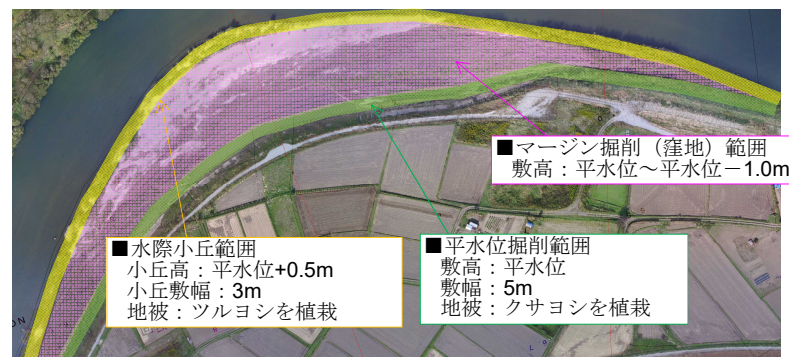 ■マージン掘削（窪地）範囲
敷高：平水位～平水位－1.0m
■水際小丘範囲
小丘高：平水位+0.5m
小丘敷幅：3m
地被：ツルヨシを植栽
■平水位掘削範囲
敷高：平水位
敷幅：5m
地被：クサヨシを植栽